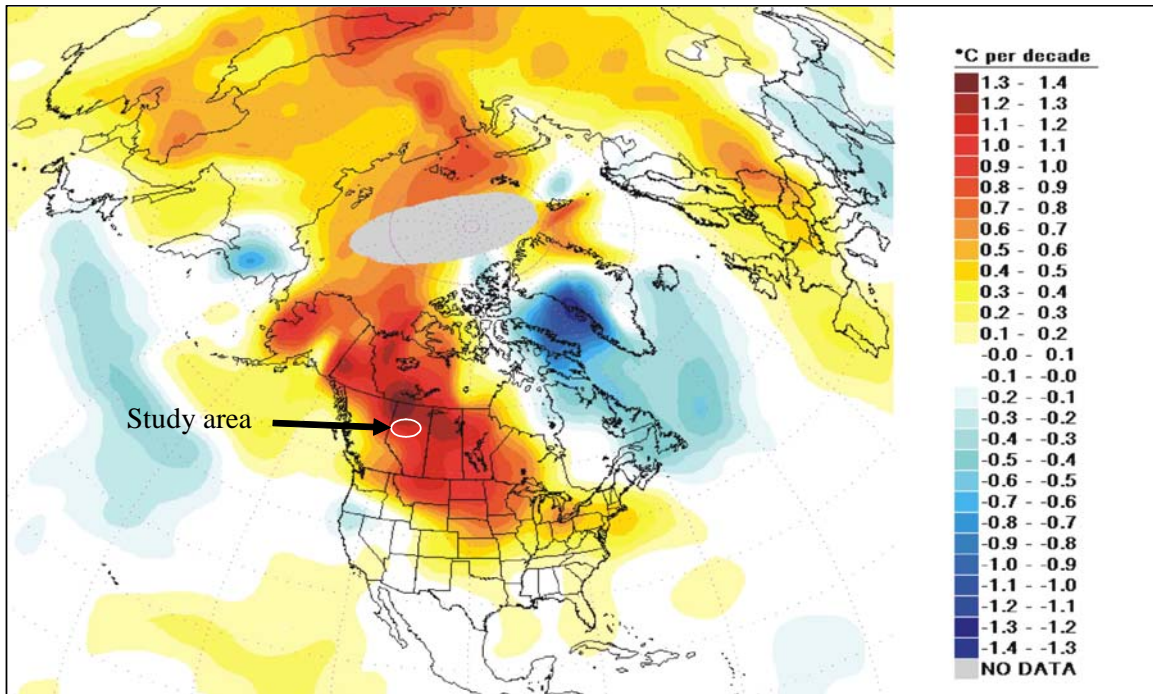 °C per decade
1.3 - 1.4
1.2 - 1.3
1.1 - 1.2
1.0 - 1.1
0.9 - 1.0
0.8 - 0.9
0.7 - 0.8
0.6 - 0.7
0.5 - 0.6
0.4 - 0.5
0.3 - 0.4
0.2 - 0.3
0.1 - 0.2
-0.0 - 0.1
-0.1 - -0.0
-0.2 - -0.1
-0.3 - -0.2
-0.4 - -0.3
-0.5 - -0.4
-0.6 - -0.5
-0.7 - -0.6
-0.8 - -0.7
-0.9 - -0.8
-1.0 - -0.9
-1.1 - -1.0
-1.2 - -1.1
-1.3 - -1.2
-1.4 - -1.3
NO DATA
Study area